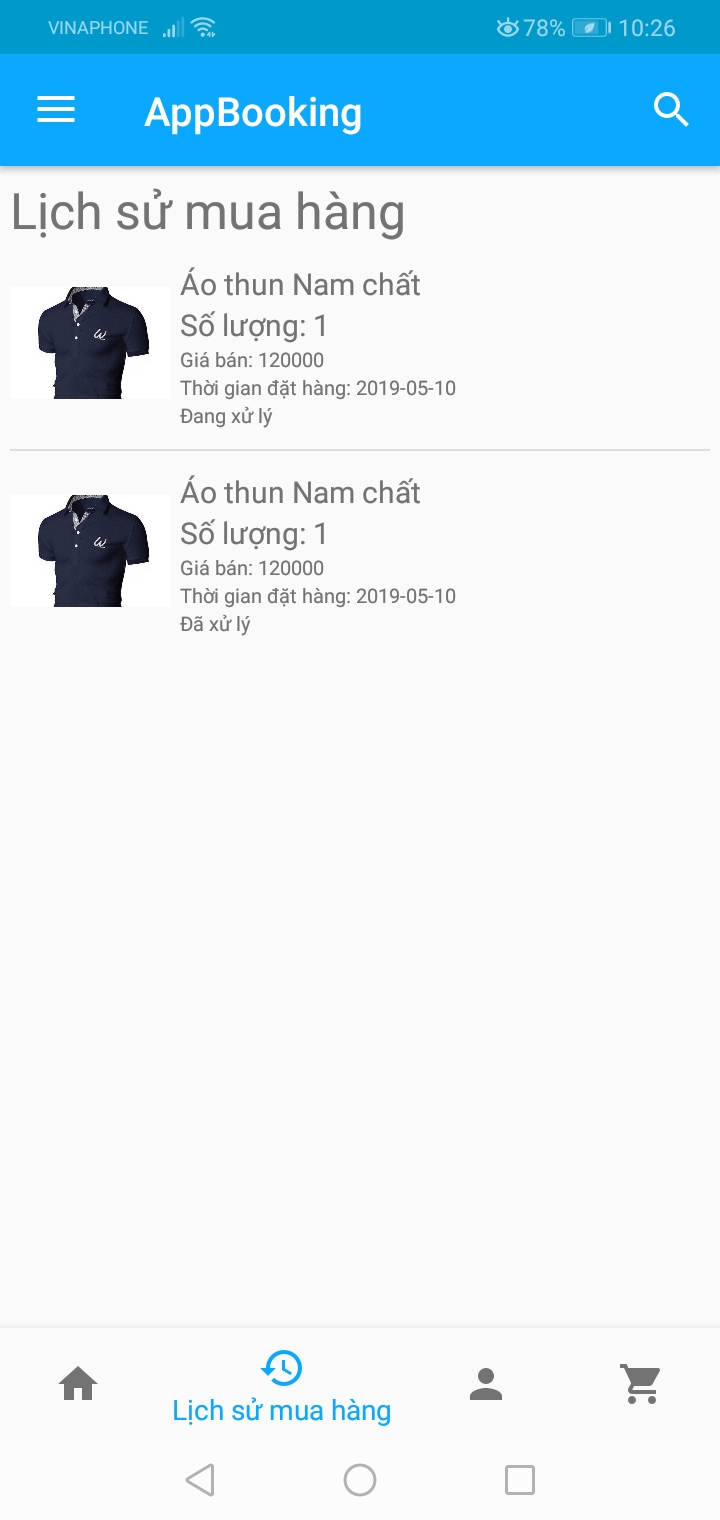 VINAPHONE 78% 10:26
AppBooking
Lịch sử mua hàng
Áo thun Nam chất
Số lượng: 1
Giá bán: 120000
Thời gian đặt hàng: 2019-05-10
Đang xử lý
Áo thun Nam chất
Số lượng: 1
Giá bán: 120000
Thời gian đặt hàng: 2019-05-10
Đã xử lý
Lịch sử mua hàng